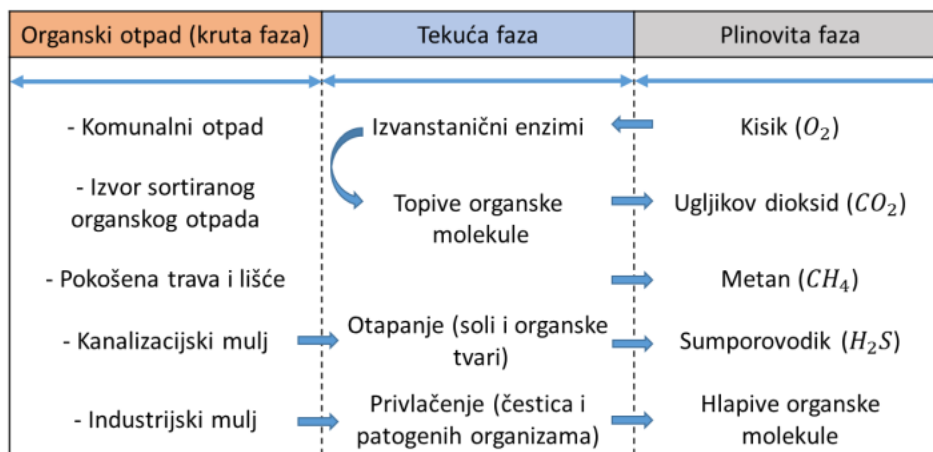 Organski otpad (kruta faza) Tekuća faza Plinovita faza
- Komunalni otpad Izvanstanični enzimi Kisik (O₂)
- Izvor sortiranog
organskog otpada
Topive organske
molekule
Ugljikov dioksid (CO₂)
- Pokošena trava i lišće Metan (CH₄)
- Kanalizacijski mulj
Otapanje (soli i organske
tvari)
Sumporovodik (H₂S)
- Industrijski mulj
Privlačenje (čestica i
patogenih organizama)
Hlapive organske
molekule